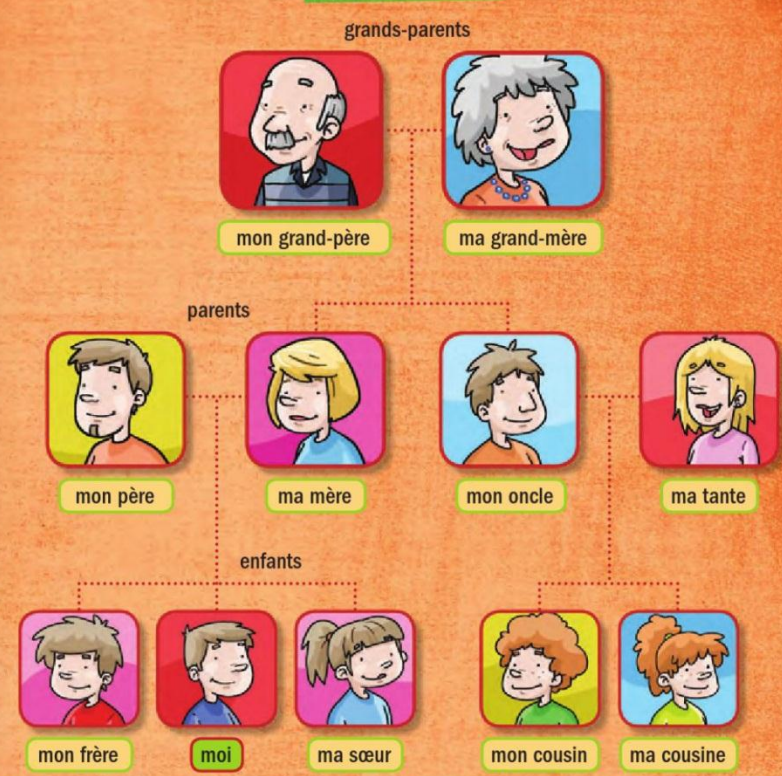 grands-parents
mon grand-père
ma grand-mère
parents
mon père
ma mère
mon oncle
ma tante
enfants
mon frère
moi
ma sœur
mon cousin
ma cousine